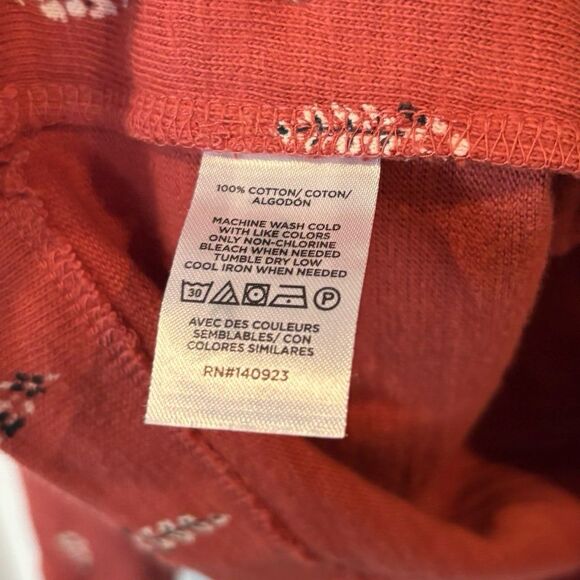 100% COTTON/ COTON/
ALGODÓN
MACHINE WASH COLD
WITH LIKE COLORS
ONLY NON-CHLORINE
BLEACH WHEN NEEDED
TUMBLE DRY LOW
COOL IRON WHEN NEEDED
30 P
AVEC DES COULEURS
SEMBLABLES/ CON
COLORES SIMILARES
RN#140923